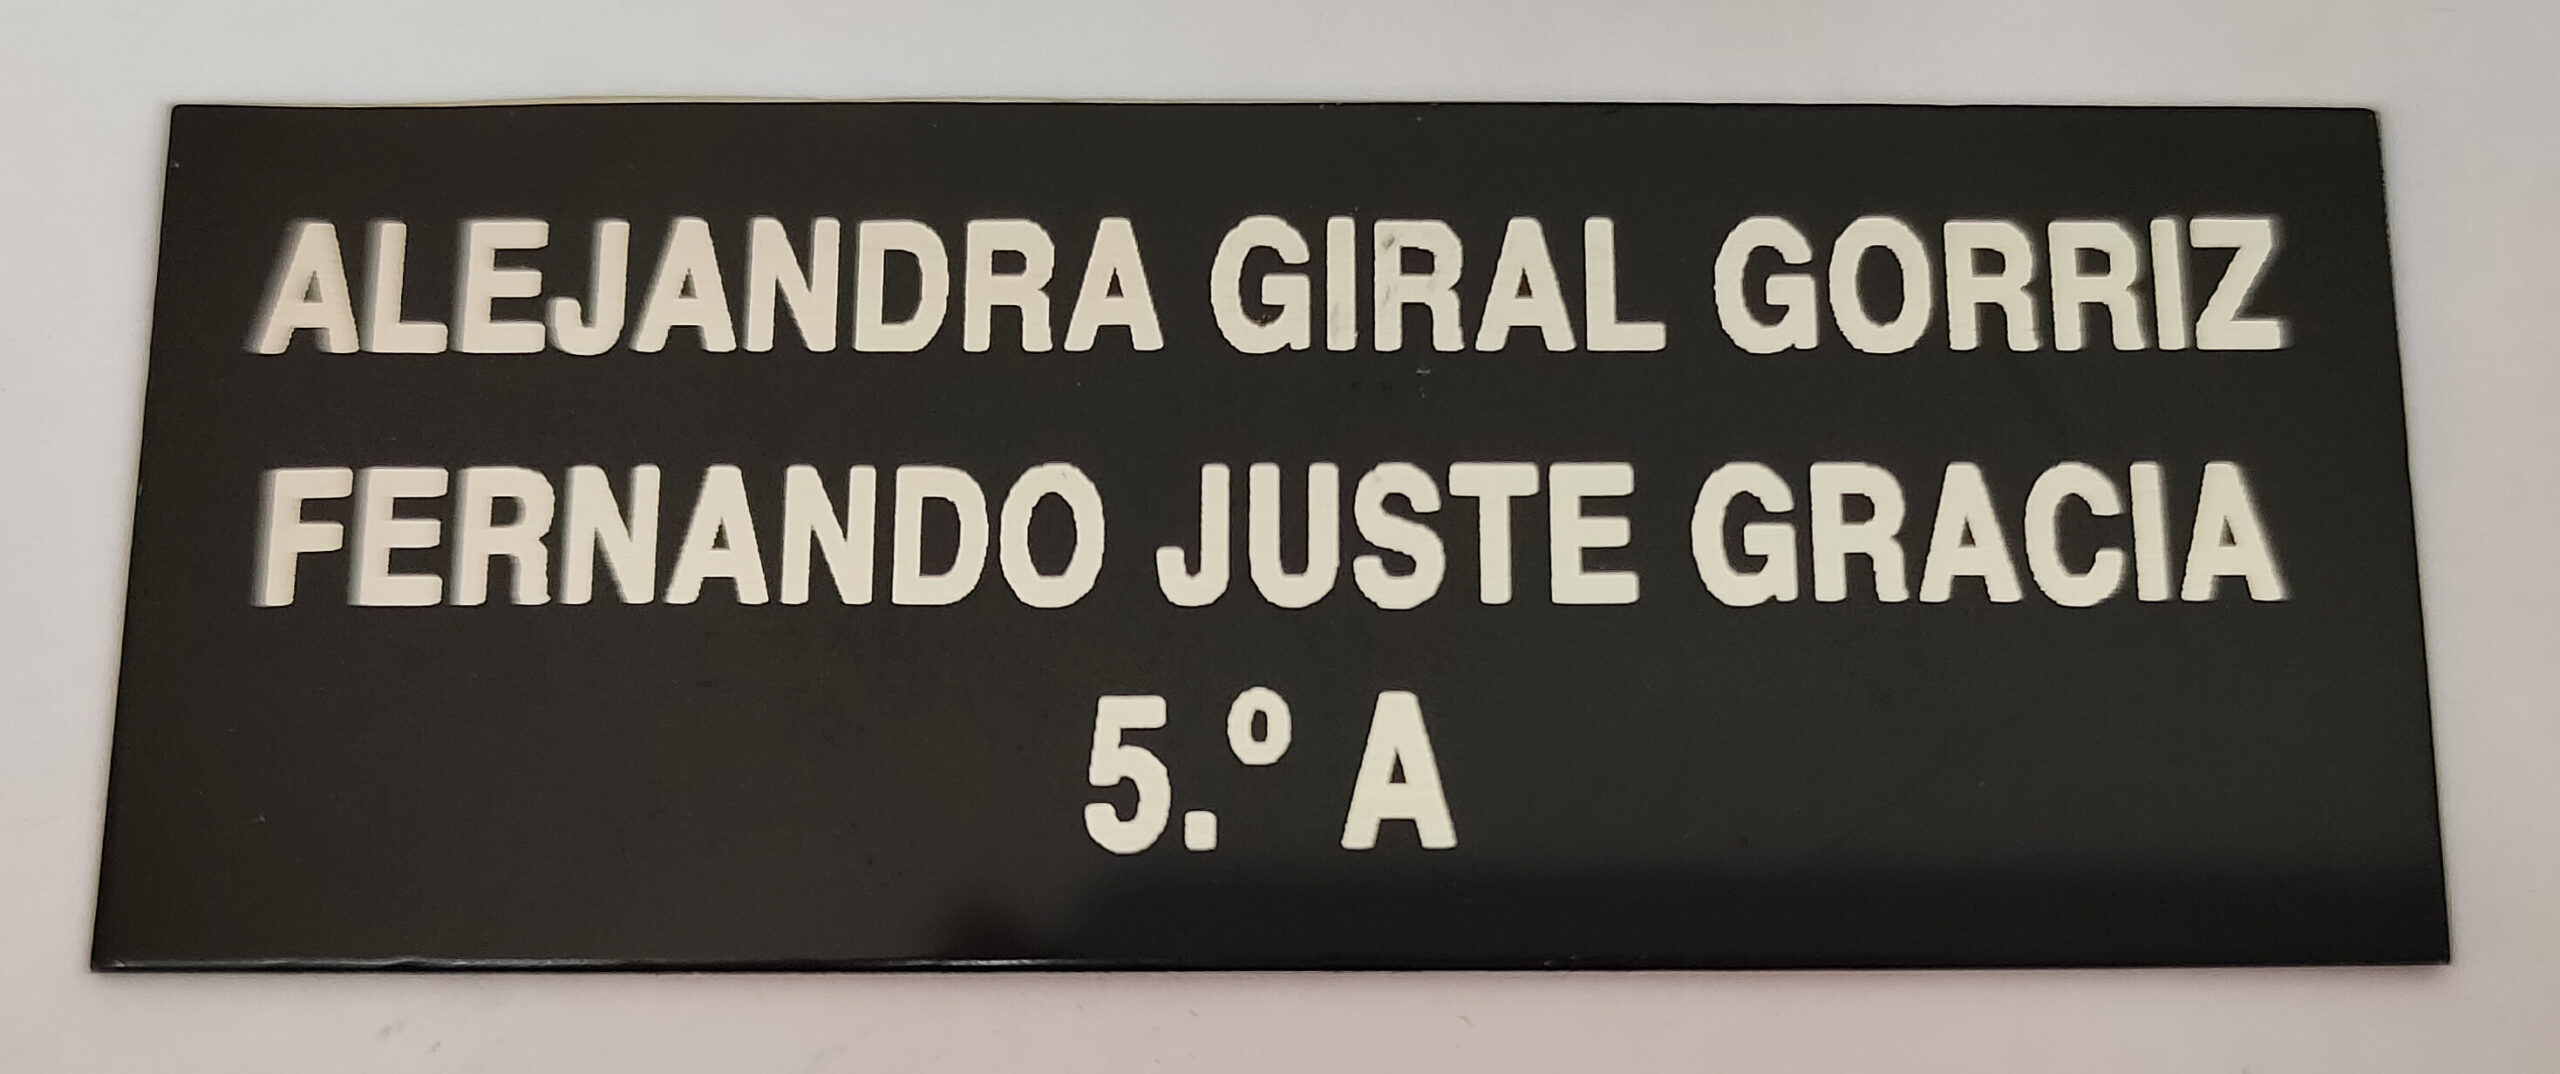 ALEJANDRA GIRAL GORRIZ
FERNANDO JUSTE GRACIA
5.º A